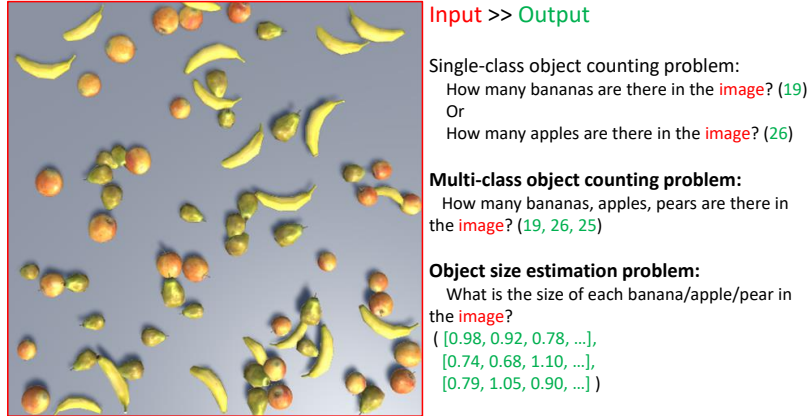 Input >> Output
Single-class object counting problem:
How many bananas are there in the image? (19)
Or
How many apples are there in the image? (26)
Multi-class object counting problem:
How many bananas, apples, pears are there in
the image? (19, 26, 25)
Object size estimation problem:
What is the size of each banana/apple/pear in
the image?
( [0.98, 0.92, 0.78, ...],
[0.74, 0.68, 1.10, ...],
[0.79, 1.05, 0.90, ...] )